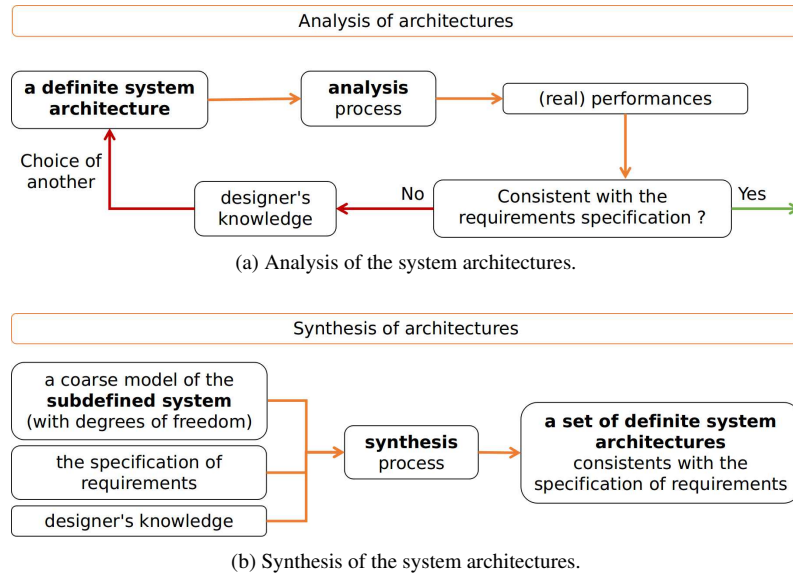 Analysis of architectures
a definite system
architecture
analysis
process
(real) performances
Choice of
another
designer's
knowledge
No
Consistent with the
requirements specification ?
Yes
(a) Analysis of the system architectures.
Synthesis of architectures
a coarse model of the
subdefined system
(with degrees of freedom)
the specification of
requirements
designer's knowledge
synthesis
process
a set of definite system
architectures
consistents with the
specification of requirements
(b) Synthesis of the system architectures.